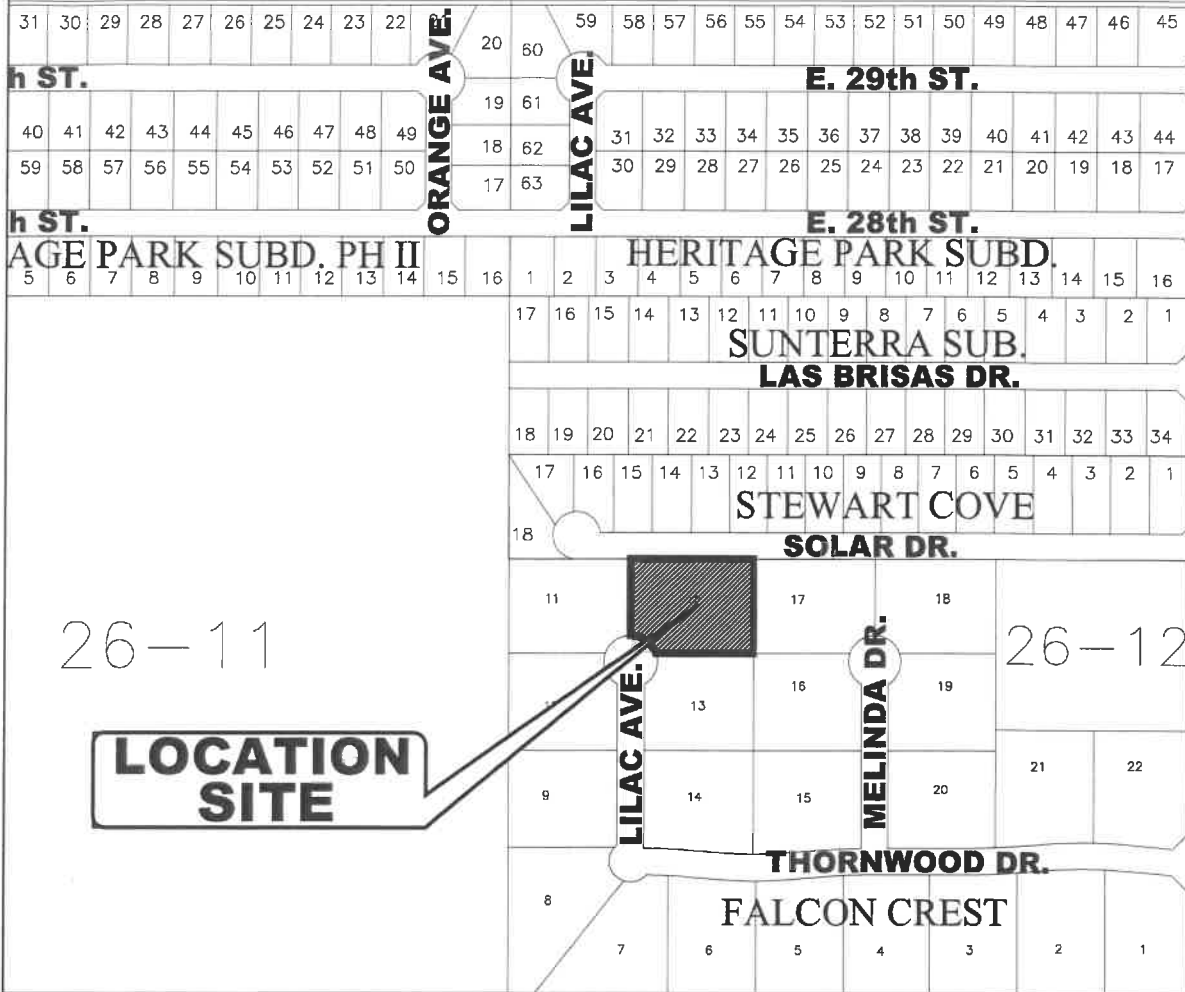 31 30 29 28 27 26 25 24 23 22
20 60
59 58 57 56 55 54 53 52 51 50 49 48 47 46 45
h ST.
ORANGE AVE.
LILAC AVE.
E. 29th ST.
19 61
40 41 42 43 44 45 46 47 48 49
18 62
31 32 33 34 35 36 37 38 39 40 41 42 43 44
59 58 57 56 55 54 53 52 51 50
17 63
30 29 28 27 26 25 24 23 22 21 20 19 18 17
h ST.
E. 28th ST.
AGE PARK SUBD. PH II
HERITAGE PARK SUBD.
5 6 7 8 9 10 11 12 13 14 15 16 1 2 3 4 5 6 7 8 9 10 11 12 13 14 15 16
17 16 15 14 13 12 11 10 9 8 7 6 5 4 3 2 1
SUNTERRA SUB.
LAS BRISAS DR.
18 19 20 21 22 23 24 25 26 27 28 29 30 31 32 33 34
17 16 15 14 13 12 11 10 9 8 7 6 5 4 3 2 1
STEWART COVE
18
SOLAR DR.
11 17 18
26-11
26-12
LILAC AVE.
MELINDA DR.
13 16 19
LOCATION
SITE
9 14 15 20 21 22
THORNWOOD DR.
8
FALCON CREST
7 6 5 4 3 2 1